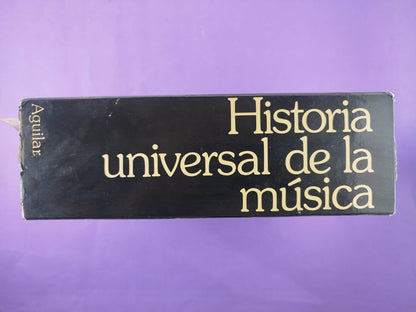 Historia
universal de la
música
Aguilar